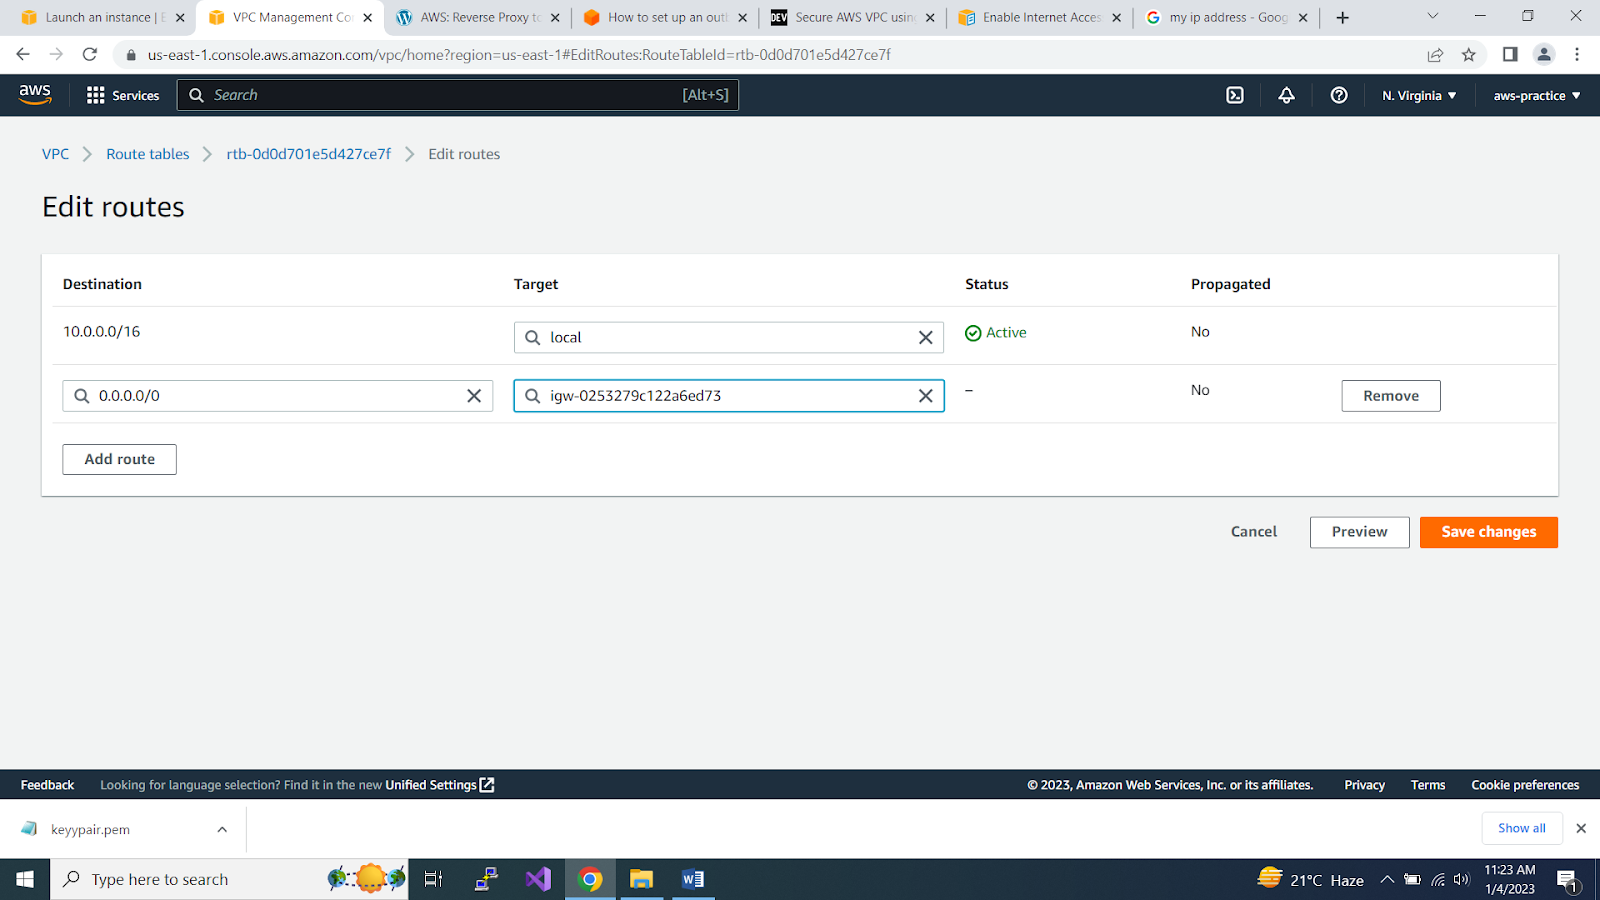 Launch an instance | E
VPC Management Co
AWS: Reverse Proxy to
How to set up an out
DEV Secure AWS VPC using
Enable Internet Acces
G my ip address - Goog
us-east-1.console.aws.amazon.com/vpc/home?region=us-east-1#EditRoutes:RouteTableId=rtb-0d0d701e5d427ce7f
aws Services Search [Alt+S] N. Virginia ▼ aws-practice ▼
VPC > Route tables > rtb-0d0d701e5d427ce7f > Edit routes
Edit routes
Destination Target Status Propagated
10.0.0.0/16 local Active No
0.0.0.0/0 igw-0253279c122a6ed73 – No Remove
Add route
Cancel Preview Save changes
Feedback Looking for language selection? Find it in the new Unified Settings © 2023, Amazon Web Services, Inc. or its affiliates. Privacy Terms Cookie preferences
keyypair.pem Show all
Type here to search 21°C Haze 11:23 AM
1/4/2023 1